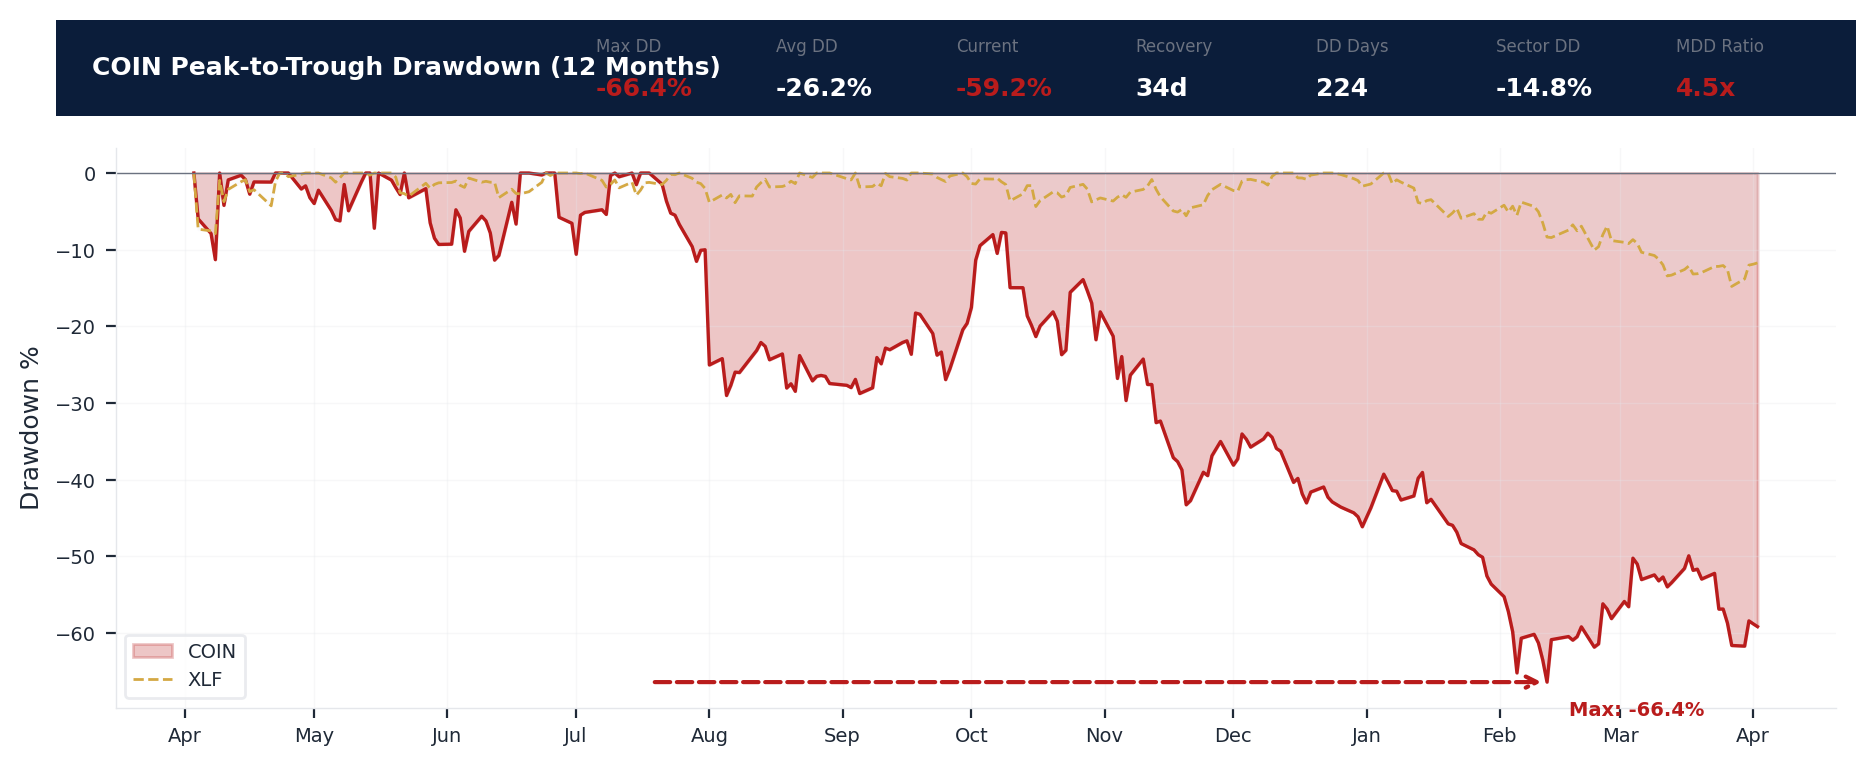 COIN Peak-to-Trough Drawdown (12 Months)
Max DD
-66.4%
Avg DD
-26.2%
Current
-59.2%
Recovery
34d
DD Days
224
Sector DD
-14.8%
MDD Ratio
4.5x
Drawdown %
0
−10
−20
−30
−40
−50
−60
COIN
XLF
Max: -66.4%
Apr
May
Jun
Jul
Aug
Sep
Oct
Nov
Dec
Jan
Feb
Mar
Apr